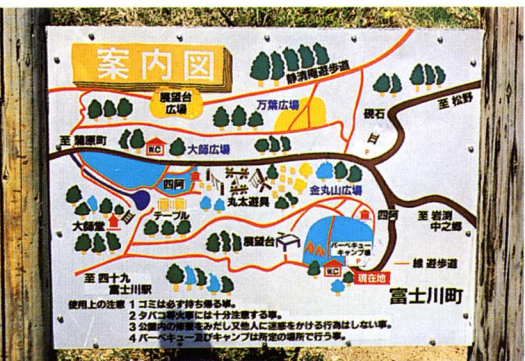 案内図
静清庵遊歩道
展望台
広場
万葉広場
硯石
至 松野
至 蒲原町
W.C
大師広場
P
四阿
丸太遊具
金丸山広場
テーブル
大師堂
四阿
至 岩渕
中之郷
展望台
バーベキュー
キャンプ場
線 遊歩道
W.C
P
現在地
至 四十九
富士川駅
富士川町
使用上の注意 1 ゴミは必ず持ち帰る事。
2 タバコ等火事には十分注意する事。
3 公園内の修景をみだし又他人に迷惑をかける行為はしない事。
4 バーベキュー及びキャンプは所定の場所で行う事。